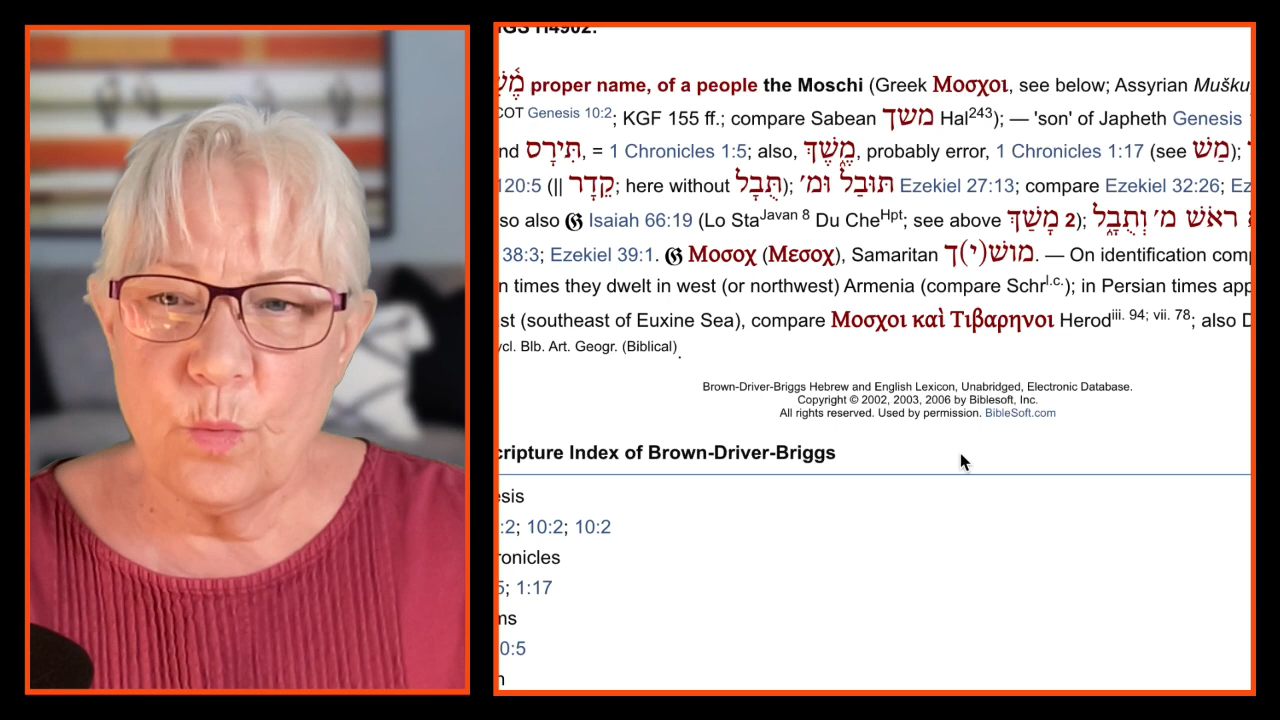 IGS H4902:
proper name, of a people the Moschi (Greek Μοσχοι, see below; Assyrian Mušku,
COT Genesis 10:2; KGF 155 ff.; compare Sabean משך Hal243); — 'son' of Japheth Genesis
nd תִּירָס, = 1 Chronicles 1:5; also, מֶ֫שֶׁךְ, probably error, 1 Chronicles 1:17 (see מַשׁ);
120:5 (|| קֵדָר; here without תֻּבָל); תּוּבַל וּמ׳ Ezekiel 27:13; compare Ezekiel 32:26; Ez
so also 𝕲 Isaiah 66:19 (Lo StaJavan 8 Du CheHpt; see above מָשַׁךְ 2); ראשׁ מ׳ וְתֻבָל
38:3; Ezekiel 39:1. 𝕲 Μοσοχ (Μεσοχ), Samaritan מושׁ(י)ך. — On identification comp
n times they dwelt in west (or northwest) Armenia (compare Schrl.c.); in Persian times app
st (southeast of Euxine Sea), compare Μοσχοι καὶ Τιβαρηνοι Herodiii. 94; vii. 78; also D
ycl. Blb. Art. Geogr. (Biblical).
Brown-Driver-Briggs Hebrew and English Lexicon, Unabridged, Electronic Database.
Copyright © 2002, 2003, 2006 by Biblesoft, Inc.
All rights reserved. Used by permission. BibleSoft.com
cripture Index of Brown-Driver-Briggs
esis
:2; 10:2; 10:2
ronicles
5; 1:17
ms
0:5